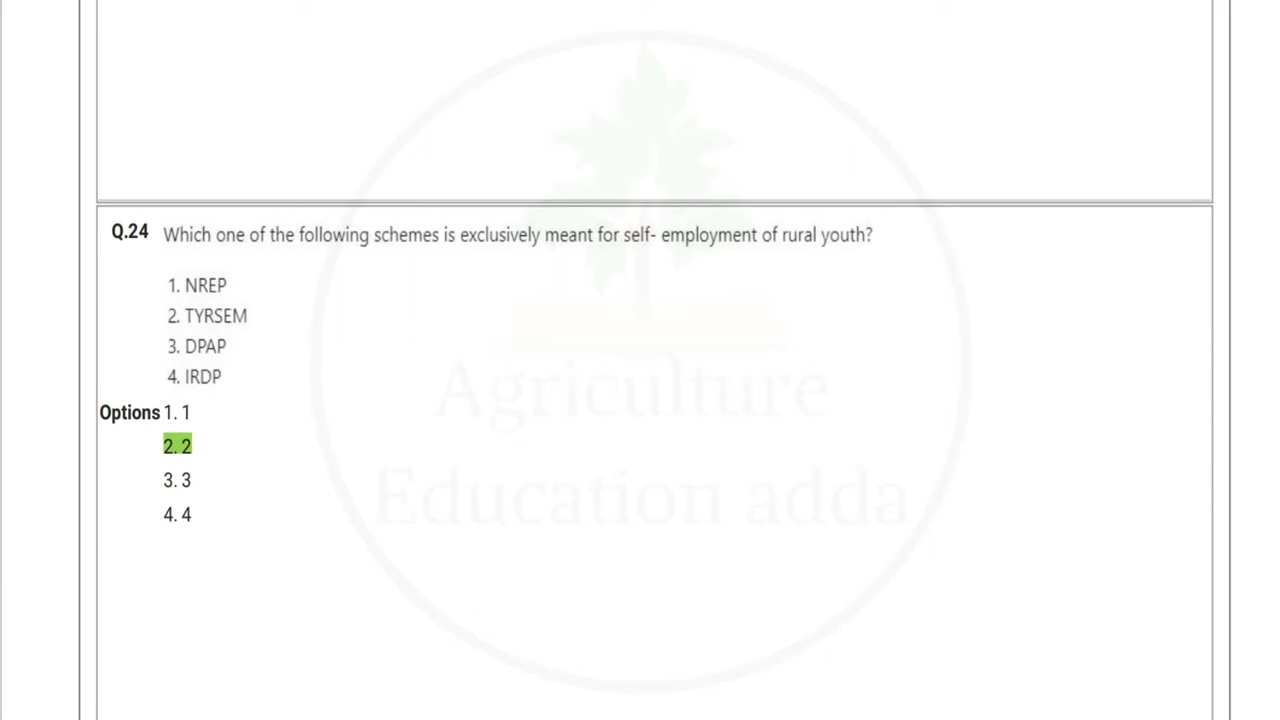 Q.24 Which one of the following schemes is exclusively meant for self- employment of rural youth?
1. NREP
2. TYRSEM
3. DPAP
4. IRDP
Options 1. 1
2. 2
3. 3
4. 4
Agriculture
Education adda